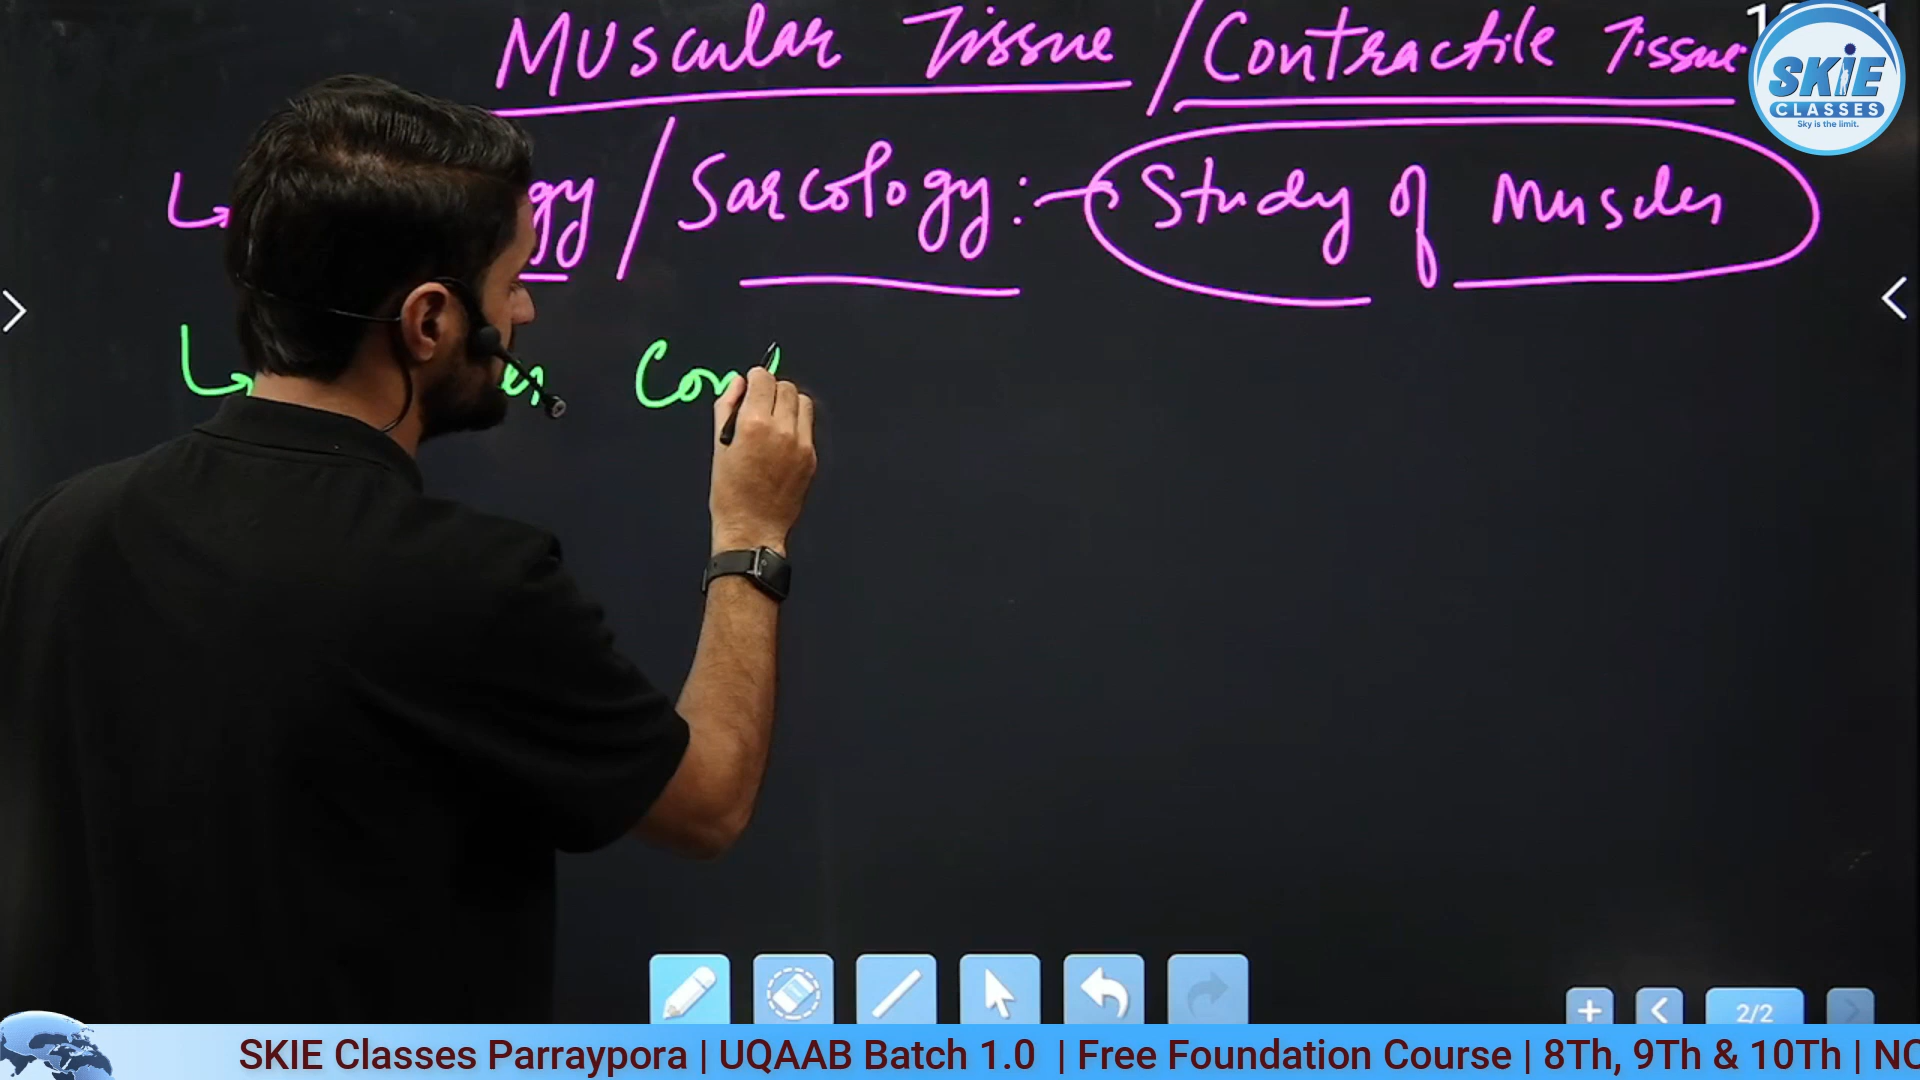 Muscular Tissue / Contractile Tissue
gy / Sarcology :→ Study of Muscles
SKIE
CLASSES
Sky is the limit.
2/2
SKIE Classes Parraypora | UQAAB Batch 1.0 | Free Foundation Course | 8Th, 9Th & 10Th | NC